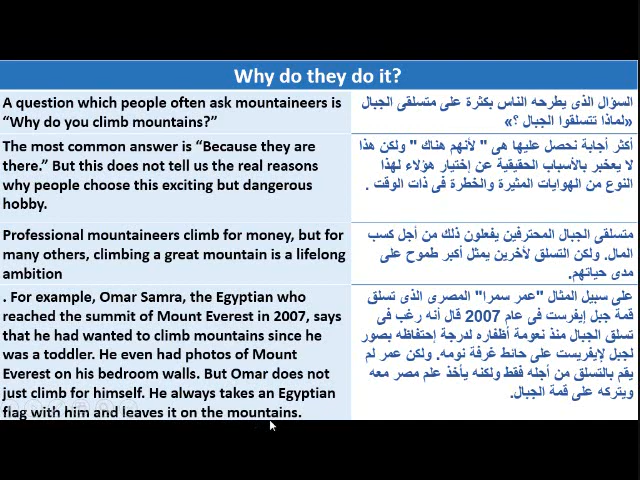 Why do they do it?
A question which people often ask mountaineers is
“Why do you climb mountains?”
السؤال الذى يطرحه الناس بكثرة على متسلقى الجبال
«لماذا تتسلقوا الجبال ؟»
The most common answer is “Because they are
there.” But this does not tell us the real reasons
why people choose this exciting but dangerous
hobby.
أكثر أجابة نحصل عليها هى " لأنهم هناك " ولكن هذا
لا يعخبر بالأسباب الحقيقية عن إختيار هؤلاء لهذا
النوع من الهوايات المثيرة والخطرة فى ذات الوقت .
Professional mountaineers climb for money, but for
many others, climbing a great mountain is a lifelong
ambition
متسلقى الجبال المحترفين يفعلون ذلك من أجل كسب
المال. ولكن التسلق لأخرين يمثل أكبر طموح على
مدى حياتهم.
. For example, Omar Samra, the Egyptian who
reached the summit of Mount Everest in 2007, says
that he had wanted to climb mountains since he
was a toddler. He even had photos of Mount
Everest on his bedroom walls. But Omar does not
just climb for himself. He always takes an Egyptian
flag with him and leaves it on the mountains.
على سبيل المثال "عمر سمرا" المصرى الذى تسلق
قمة جبل إيفرست فى عام 2007 قال أنه رغب فى
تسلق الجبال منذ نعومة أظفاره لدرجة إحتفاظه بصور
لجبل لإيفريست على حائط غرفة نومه. ولكن عمر لم
يقم بالتسلق من أجله فقط ولكنه يأخذ علم مصر معه
ويتركه على قمة الجبال.